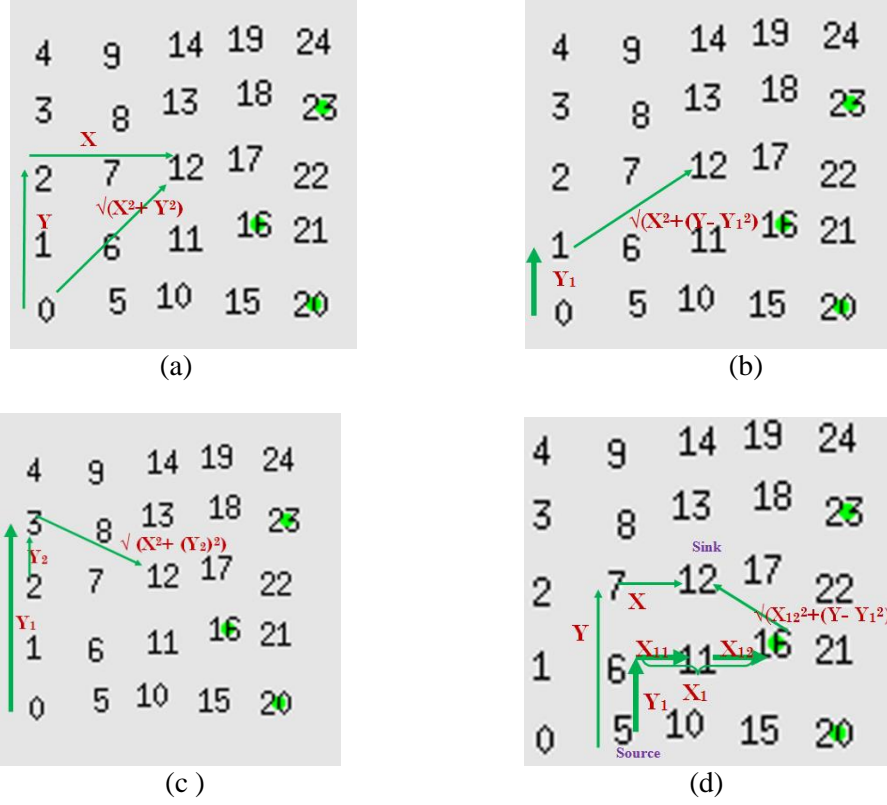 4 9 14 19 24
3 8 13 18 23
X
2 7 12 17 22
Y √(X²+ Y²)
1 6 11 16 21
0 5 10 15 20
(a)
4 9 14 19 24
3 8 13 18 23
2 7 12 17 22
1 6 11 16 21
√(X²+(Y- Y₁²)
Y₁
0 5 10 15 20
(b)
4 9 14 19 24
3 8 13 18 23
Y₂ √ (X²+ (Y₂)²)
2 7 12 17 22
Y₁
1 6 11 16 21
0 5 10 15 20
(c )
4 9 14 19 24
3 8 13 18 23
Sink
2 7 12 17 22
X √(X₁₂²+(Y- Y₁²)
Y
X₁₁ X₁₂
1 6 11 16 21
X₁
Y₁
0 5 10 15 20
Source
(d)